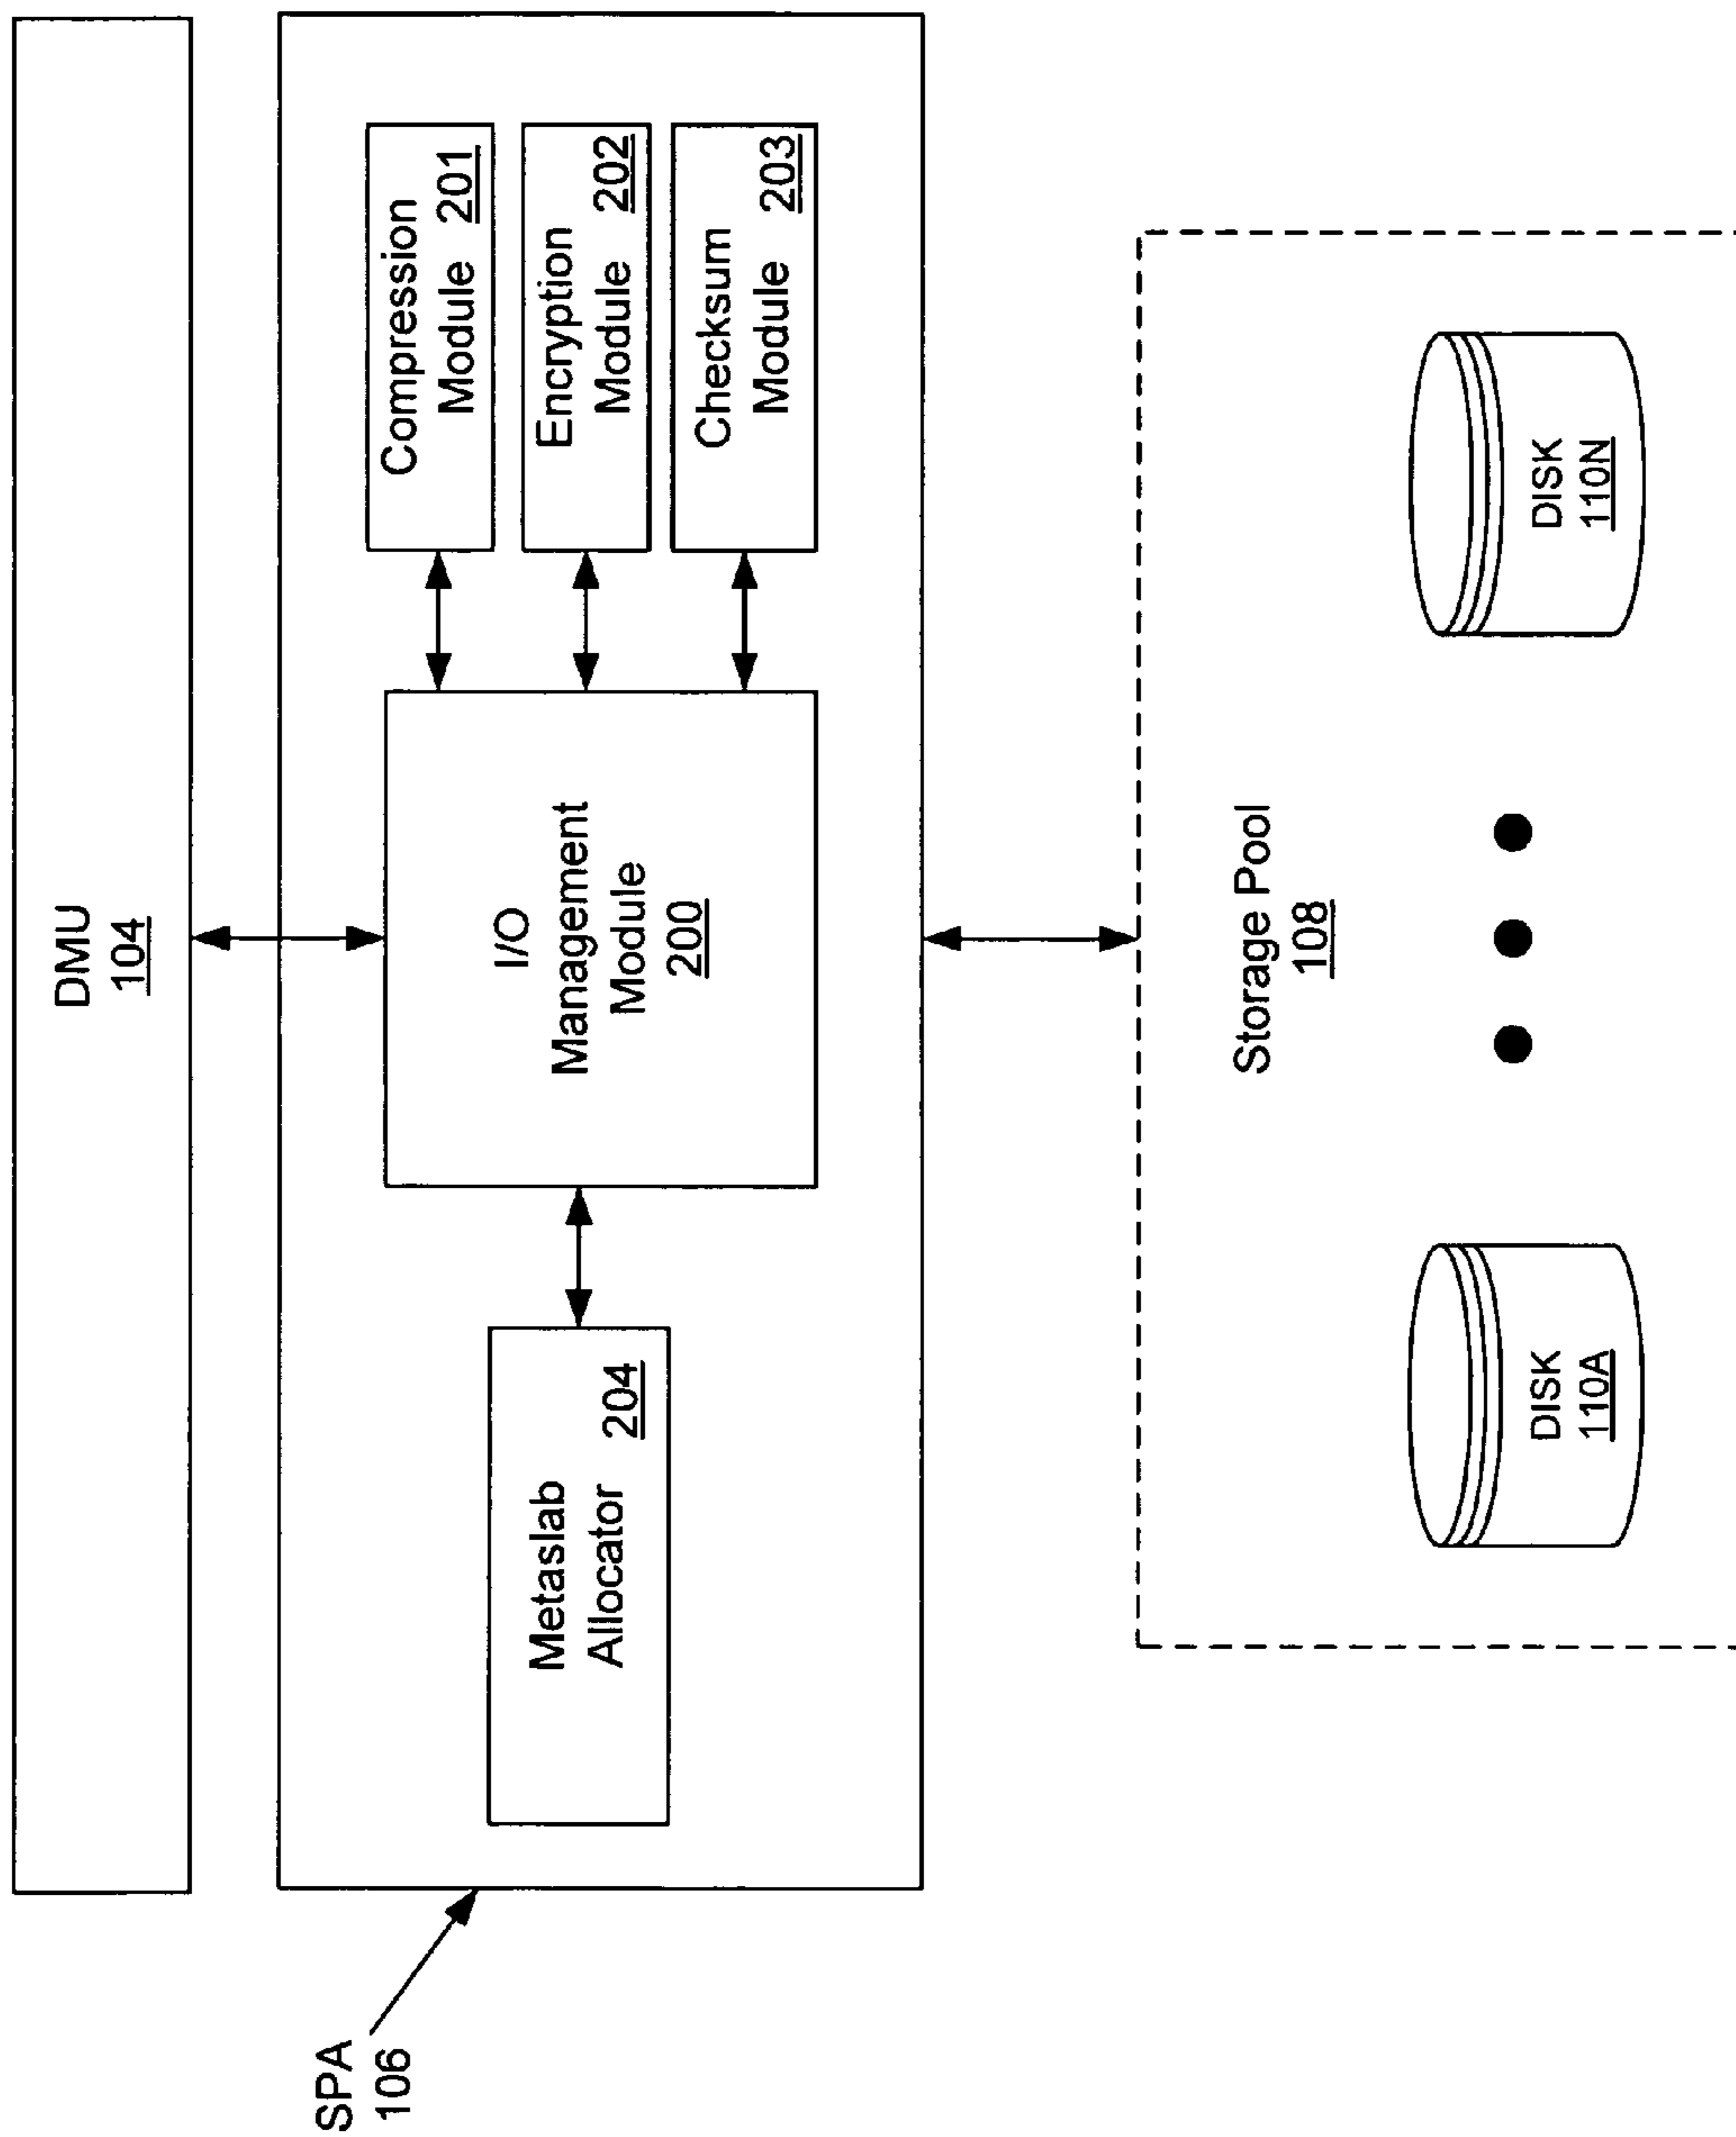 DMU
104
SPA
106
Metaslab
Allocator 204
I/O
Management
Module
200
Compression
Module 201
Encryption
Module 202
Checksum
Module 203
Storage Pool
108
DISK
110A
DISK
110N